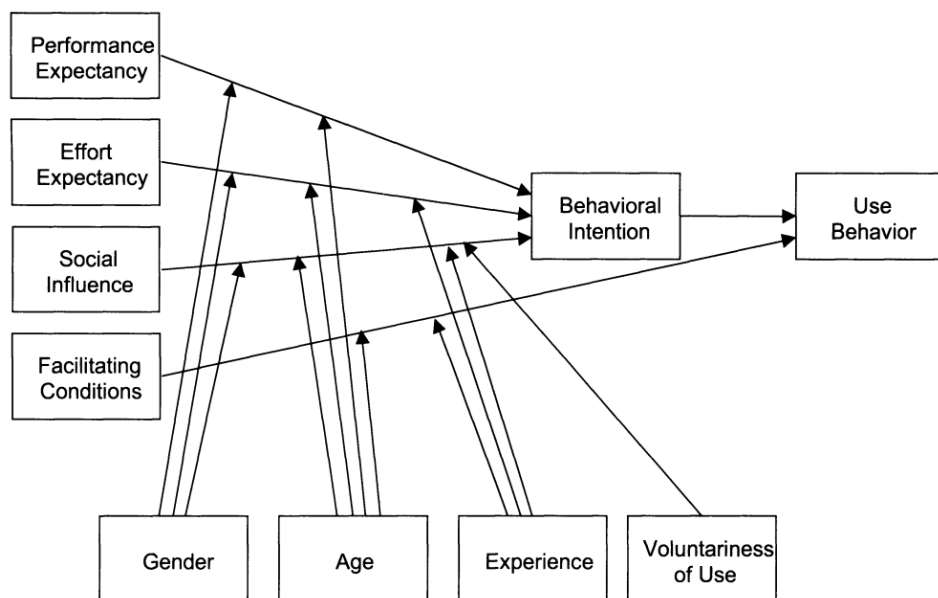 Performance
Expectancy
Effort
Expectancy
Social
Influence
Facilitating
Conditions
Behavioral
Intention
Use
Behavior
Gender
Age
Experience
Voluntariness
of Use